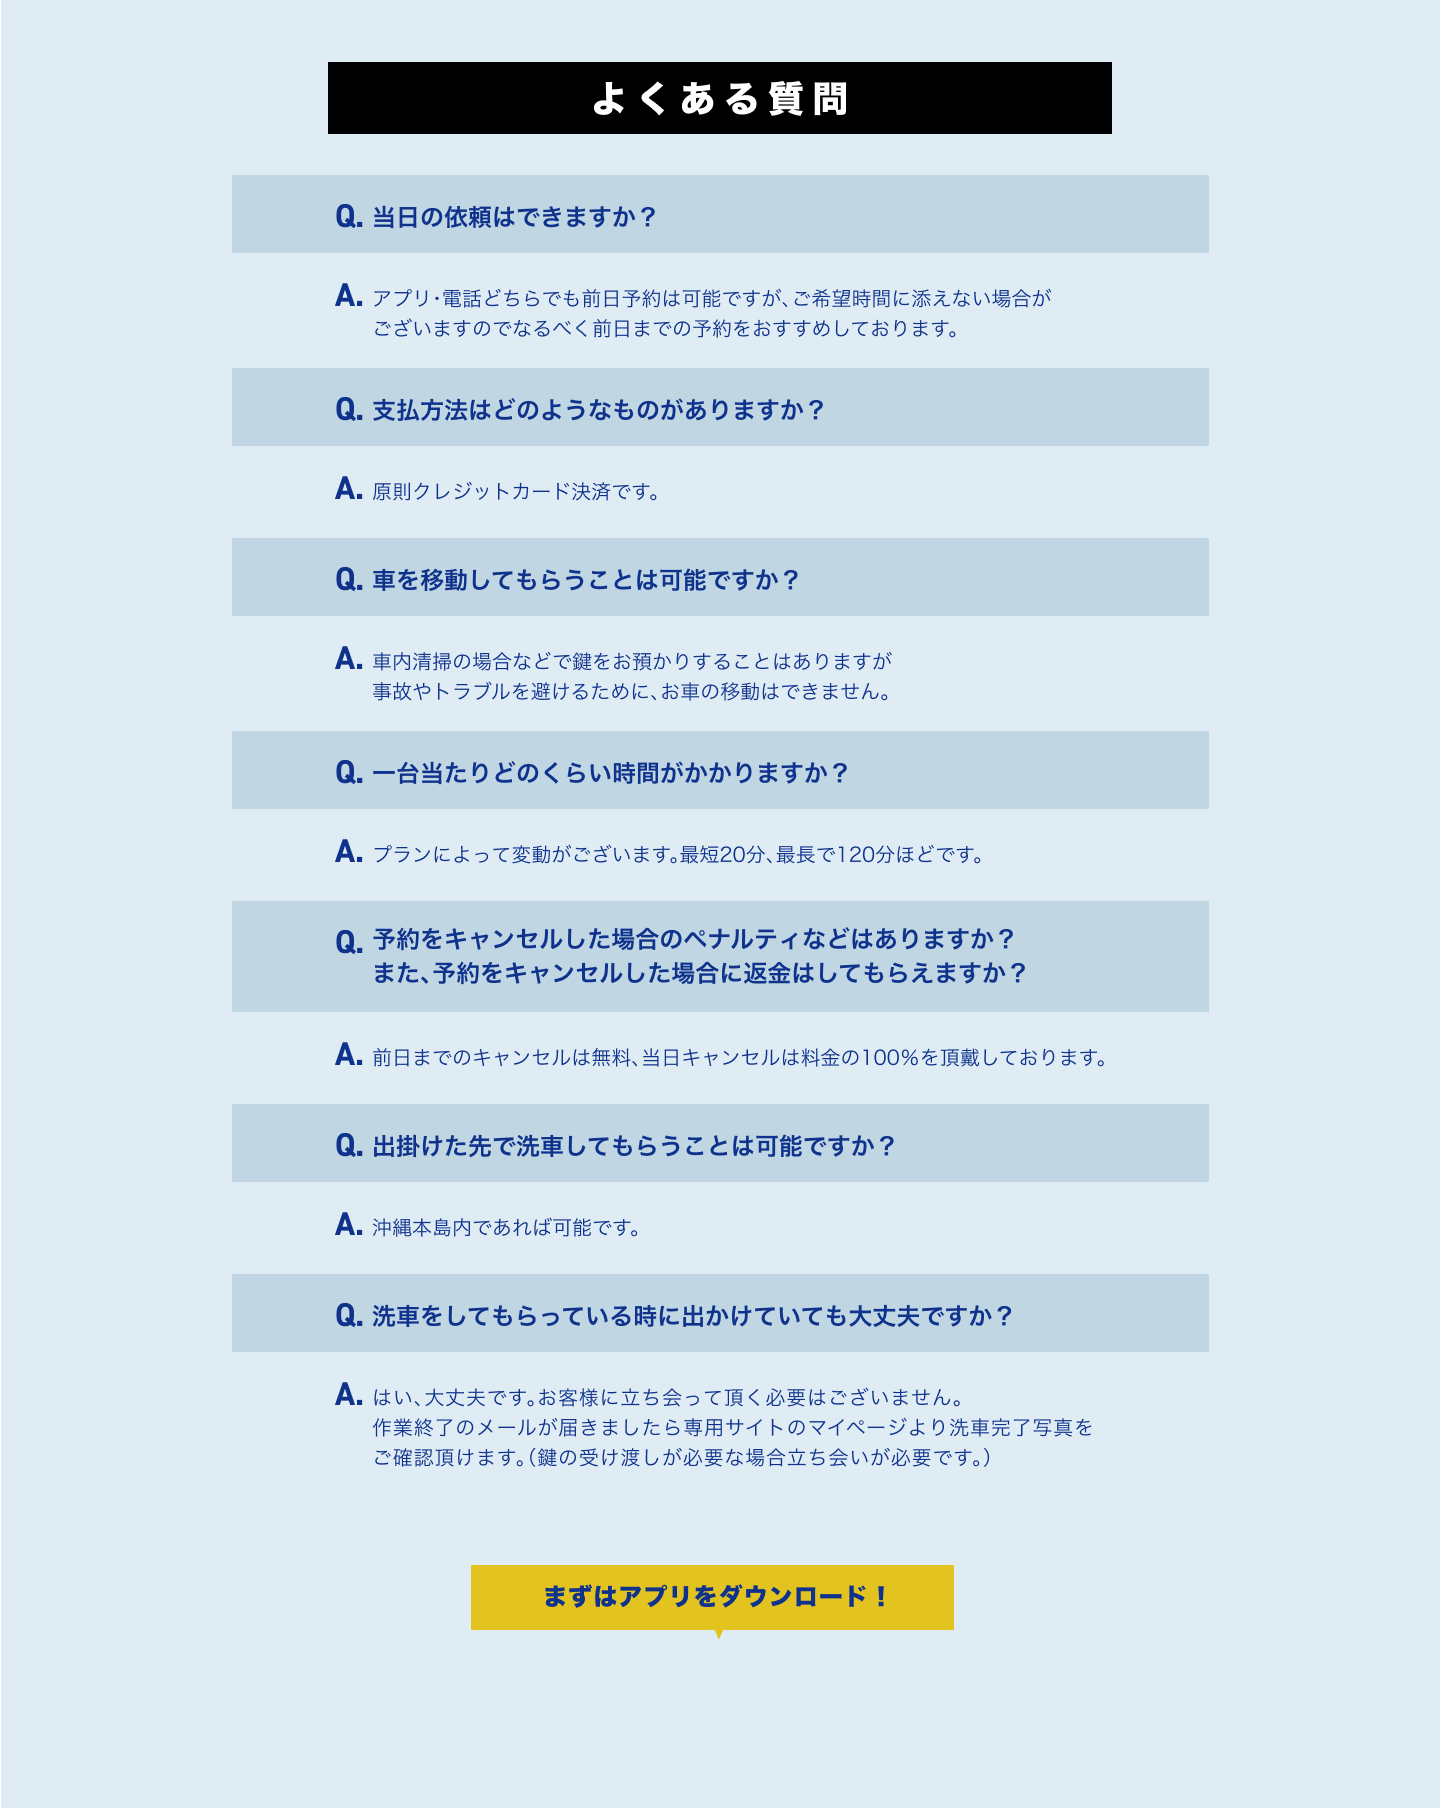 よくある質問
Q. 当日の依頼はできますか？
A. アプリ・電話どちらでも前日予約は可能ですが、ご希望時間に添えない場合が
ございますのでなるべく前日までの予約をおすすめしております。
Q. 支払方法はどのようなものがありますか？
A. 原則クレジットカード決済です。
Q. 車を移動してもらうことは可能ですか？
A. 車内清掃の場合などで鍵をお預かりすることはありますが
事故やトラブルを避けるために、お車の移動はできません。
Q. 一台当たりどのくらい時間がかかりますか？
A. プランによって変動がございます。最短20分、最長で120分ほどです。
Q. 予約をキャンセルした場合のペナルティなどはありますか？
また、予約をキャンセルした場合に返金はしてもらえますか？
A. 前日までのキャンセルは無料、当日キャンセルは料金の100％を頂戴しております。
Q. 出掛けた先で洗車してもらうことは可能ですか？
A. 沖縄本島内であれば可能です。
Q. 洗車をしてもらっている時に出かけていても大丈夫ですか？
A. はい、大丈夫です。お客様に立ち会って頂く必要はございません。
作業終了のメールが届きましたら専用サイトのマイページより洗車完了写真を
ご確認頂けます。（鍵の受け渡しが必要な場合立ち会いが必要です。）
まずはアプリをダウンロード！